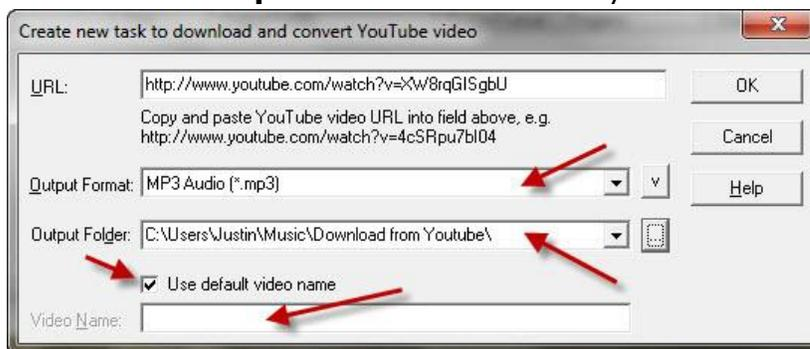 Create new task to download and convert YouTube video
X
URL:
http://www.youtube.com/watch?v=XW8rqGISgbU
OK
Copy and paste YouTube video URL into field above, e.g.
http://www.youtube.com/watch?v=4cSRpu7bI04
Cancel
Output Format:
MP3 Audio (*.mp3)
v
Help
Output Folder:
C:\Users\Justin\Music\Download from Youtube\
...
Use default video name
Video Name: